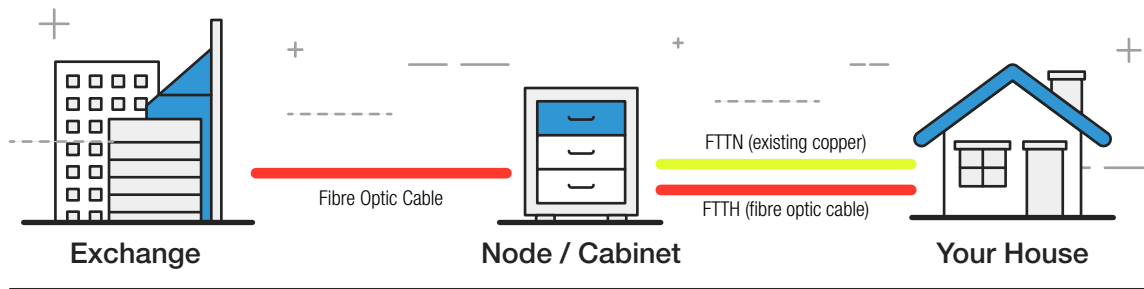 FTTN (existing copper)
Fibre Optic Cable
FTTH (fibre optic cable)
Exchange
Node / Cabinet
Your House